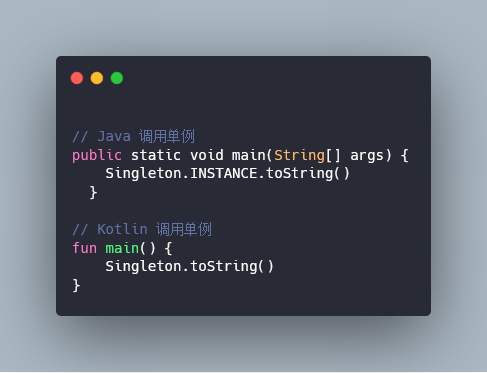 // Java 调用单例
public static void main(String[] args) {
    Singleton.INSTANCE.toString()
  }
// Kotlin 调用单例
fun main() {
    Singleton.toString()
}